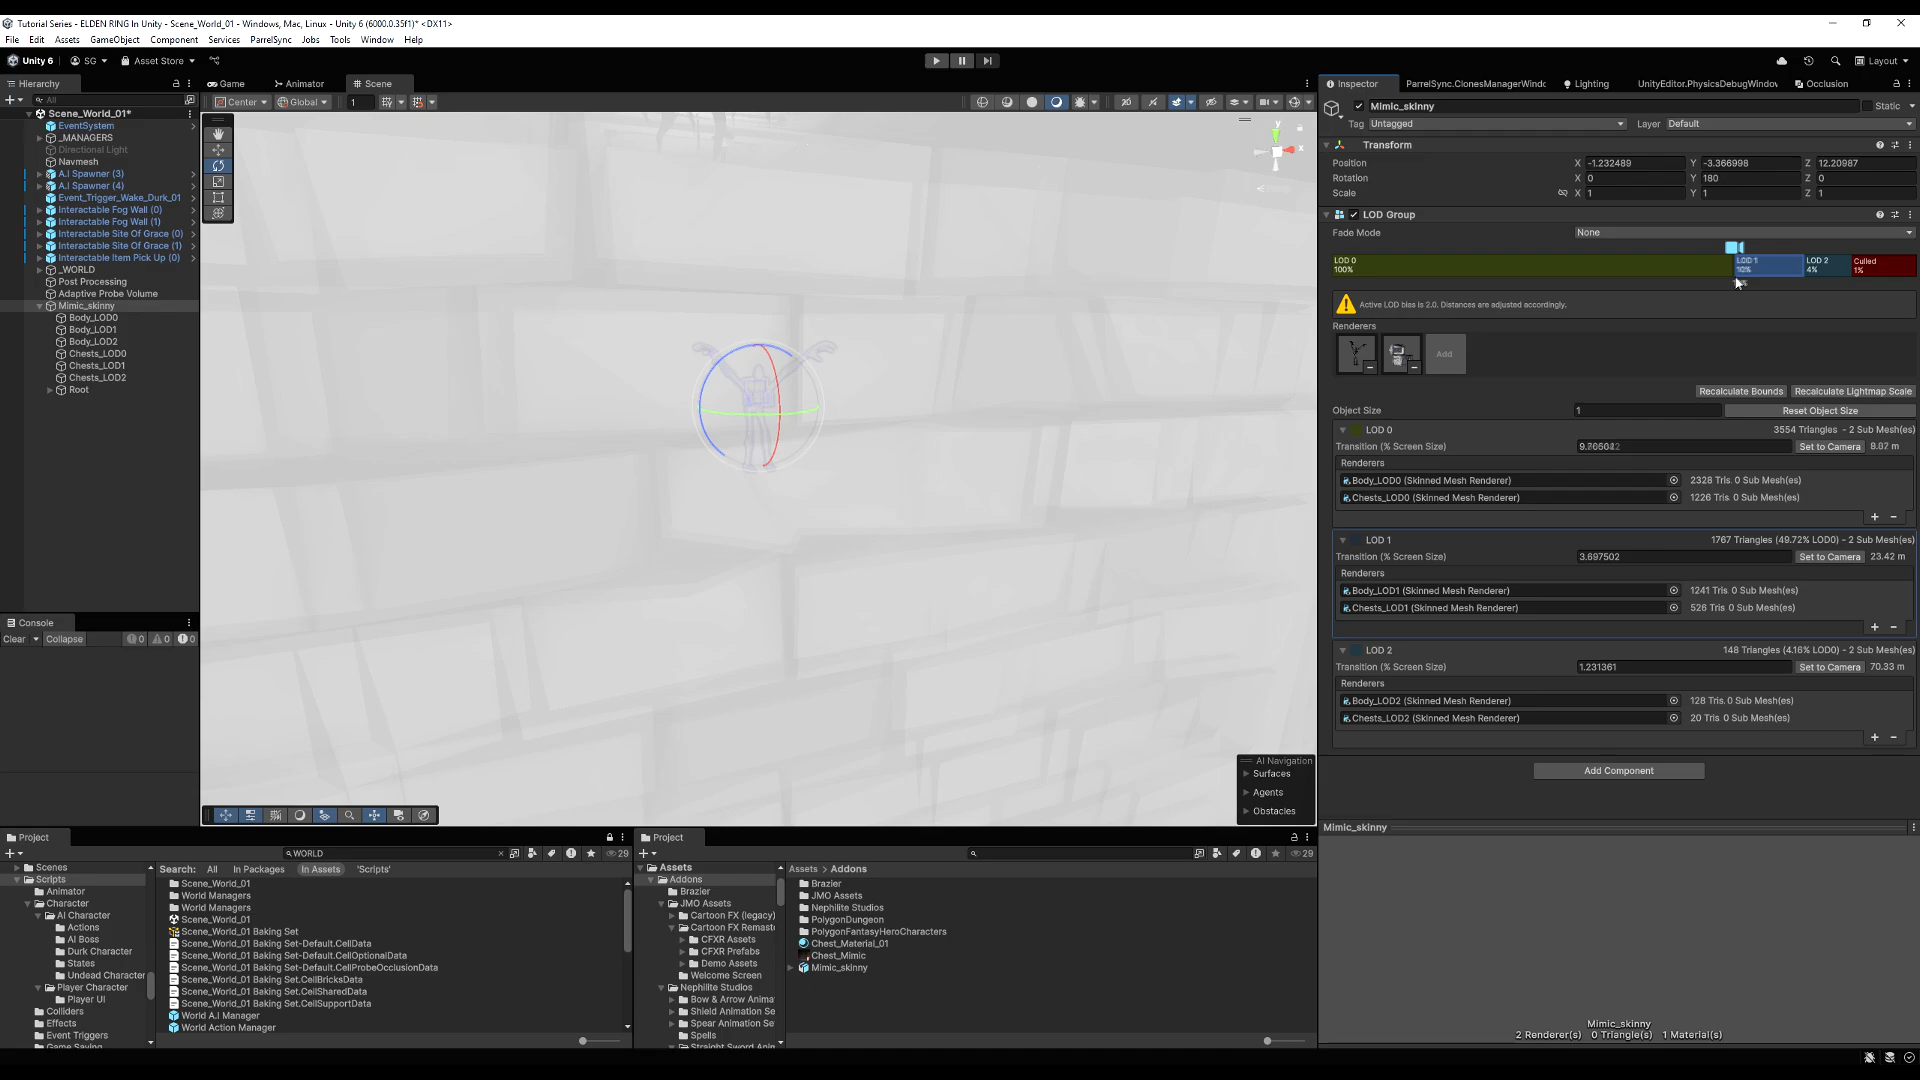 Tutorial Series - ELDEN RING In Unity - Scene_World_01 - Windows, Mac, Linux - Unity 6 (6000.0.35f1)* <DX11>
File Edit Assets GameObject Component Services ParrelSync Jobs Tools Window Help
Unity 6 SG Asset Store Layout
Hierarchy
All
Scene_World_01*
EventSystem
_MANAGERS
Directional Light
Navmesh
A.I Spawner (3)
A.I Spawner (4)
Event_Trigger_Wake_Durk_01
Interactable Fog Wall (0)
Interactable Fog Wall (1)
Interactable Site Of Grace (0)
Interactable Site Of Grace (1)
Interactable Item Pick Up (0)
_WORLD
Post Processing
Adaptive Probe Volume
Mimic_skinny
Body_LOD0
Body_LOD1
Body_LOD2
Chests_LOD0
Chests_LOD1
Chests_LOD2
Root
Console
Clear Collapse 0 0 0
Game Animator Scene
Center Global 1
y
x
AI Navigation
Surfaces
Agents
Obstacles
Inspector ParrelSync.ClonesManagerWindo Lighting UnityEditor.PhysicsDebugWindov Occlusion
Mimic_skinny Static
Tag Untagged Layer Default
Transform
Position X -1.232489 Y -3.366998 Z 12.20987
Rotation X 0 Y 180 Z 0
Scale X 1 Y 1 Z 1
LOD Group
Fade Mode None
LOD 0 LOD 1 LOD 2 Culled
100% 10% 4% 1%
Active LOD bias is 2.0. Distances are adjusted accordingly.
Renderers
Add
Recalculate Bounds Recalculate Lightmap Scale
Object Size 1 Reset Object Size
LOD 0 3554 Triangles - 2 Sub Mesh(es)
Transition (% Screen Size) Set to Camera
Renderers
Body_LOD0 (Skinned Mesh Renderer) 2328 Tris. 0 Sub Mesh(es)
Chests_LOD0 (Skinned Mesh Renderer) 1226 Tris. 0 Sub Mesh(es)
LOD 1 1767 Triangles (49.72% LOD0) - 2 Sub Mesh(es)
Transition (% Screen Size) 3.697502 Set to Camera 23.42 m
Renderers
Body_LOD1 (Skinned Mesh Renderer) 1241 Tris. 0 Sub Mesh(es)
Chests_LOD1 (Skinned Mesh Renderer) 526 Tris. 0 Sub Mesh(es)
LOD 2 148 Triangles (4.16% LOD0) - 2 Sub Mesh(es)
Transition (% Screen Size) 1.231361 Set to Camera 70.33 m
Renderers
Body_LOD2 (Skinned Mesh Renderer) 128 Tris. 0 Sub Mesh(es)
Chests_LOD2 (Skinned Mesh Renderer) 20 Tris. 0 Sub Mesh(es)
Add Component
Mimic_skinny
Mimic_skinny
2 Renderer(s) 0 Triangle(s) 1 Material(s)
Project
WORLD 29
Scenes
Scripts
Animator
Character
AI Character
Actions
AI Boss
Durk Character
States
Undead Character
Player Character
Player UI
Colliders
Effects
Event Triggers
Game Saving
Search: All In Packages In Assets 'Scripts'
Scene_World_01
World Managers
World Managers
Scene_World_01
Scene_World_01 Baking Set
Scene_World_01 Baking Set-Default.CellData
Scene_World_01 Baking Set-Default.CellOptionalData
Scene_World_01 Baking Set-Default.CellProbeOcclusionData
Scene_World_01 Baking Set.CellBricksData
Scene_World_01 Baking Set.CellSharedData
Scene_World_01 Baking Set.CellSupportData
World A.I Manager
World Action Manager
Project
29
Assets
Addons
Brazier
JMO Assets
Cartoon FX (legacy)
Cartoon FX Remast
CFXR Assets
CFXR Prefabs
Demo Assets
Welcome Screen
Nephilite Studios
Bow & Arrow Anima
Shield Animation Se
Spear Animation Se
Spells
Straight Sword Anin
Assets > Addons
Brazier
JMO Assets
Nephilite Studios
PolygonDungeon
PolygonFantasyHeroCharacters
Chest_Material_01
Chest_Mimic
Mimic_skinny